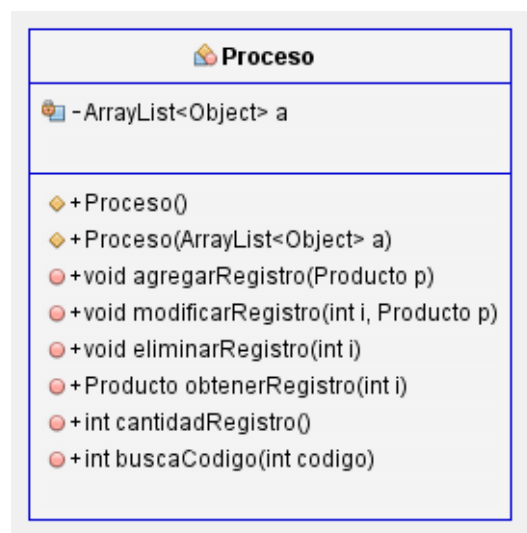 Proceso
-ArrayList<Object> a
+Proceso()
+Proceso(ArrayList<Object> a)
+void agregarRegistro(Producto p)
+void modificarRegistro(int i, Producto p)
+void eliminarRegistro(int i)
+Producto obtenerRegistro(int i)
+int cantidadRegistro()
+int buscaCodigo(int codigo)